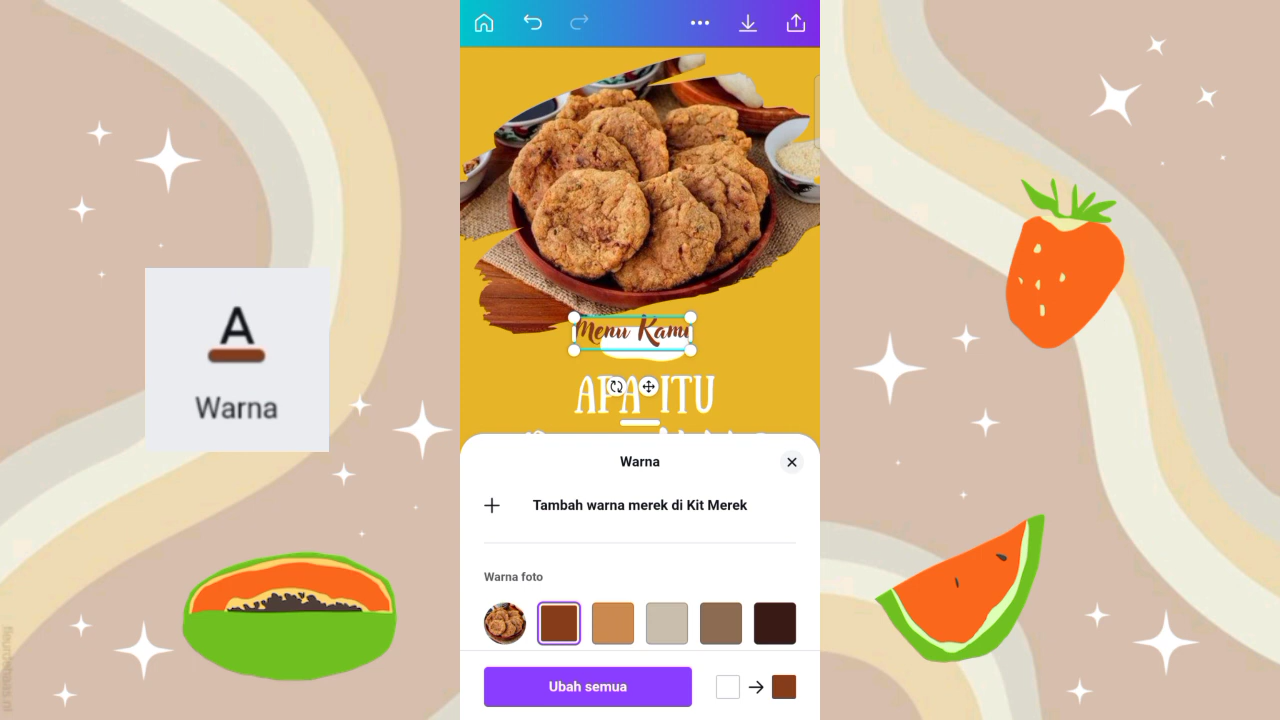 A
Warna
Menu Kami
APA ITU
Warna
Tambah warna merek di Kit Merek
Warna foto
Ubah semua